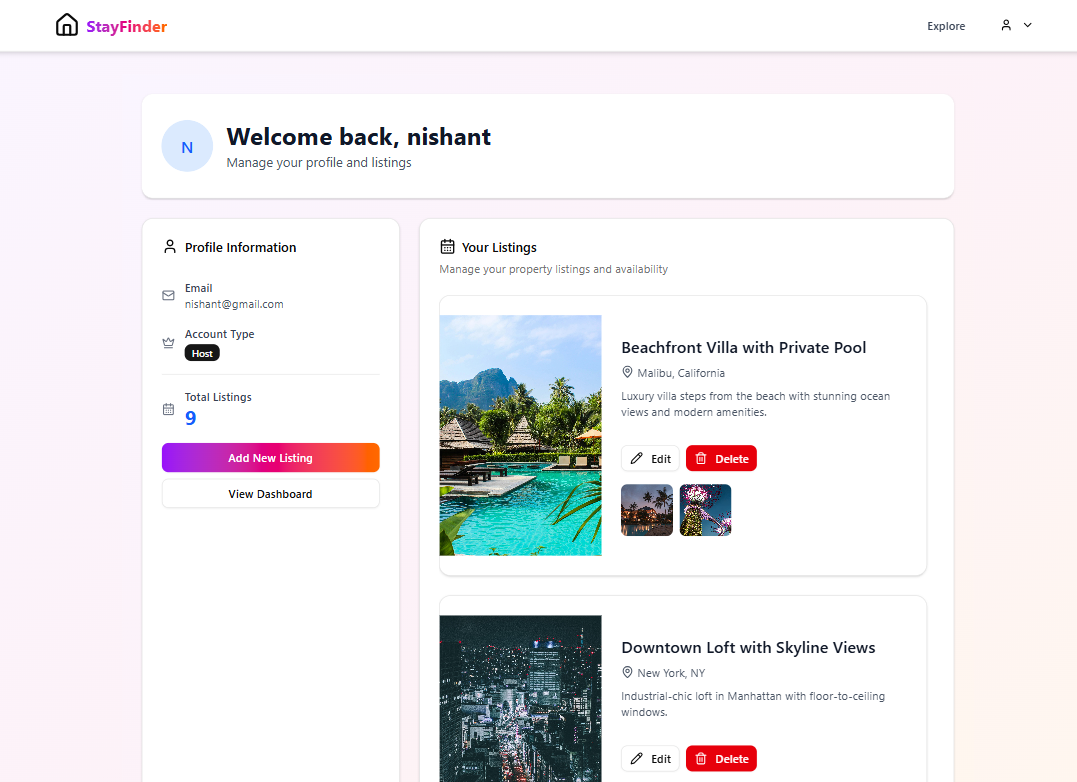 StayFinder
Explore
N
Welcome back, nishant
Manage your profile and listings
Profile Information
Email
nishant@gmail.com
Account Type
Host
Total Listings
9
Add New Listing
View Dashboard
Your Listings
Manage your property listings and availability
Beachfront Villa with Private Pool
Malibu, California
Luxury villa steps from the beach with stunning ocean
views and modern amenities.
Edit
Delete
Downtown Loft with Skyline Views
New York, NY
Industrial-chic loft in Manhattan with floor-to-ceiling
windows.
Edit
Delete